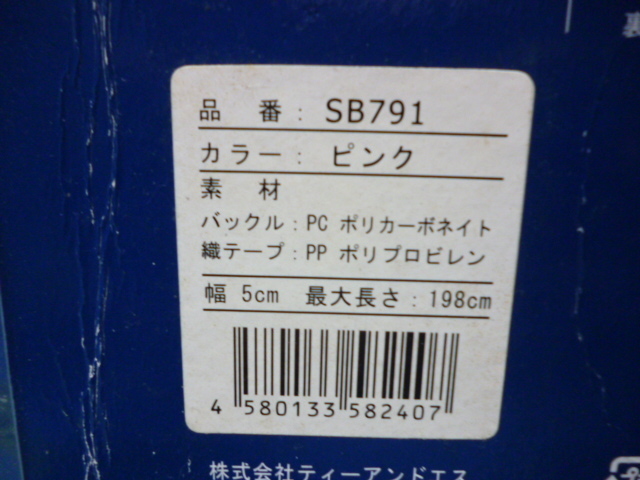 品 番 : SB791
カラー : ピンク
素 材
バックル : PC ポリカーボネイト
織テープ : PP ポリプロピレン
幅 5cm 最大長さ : 198cm
4 580133 582407
株式会社ティーアンドエス